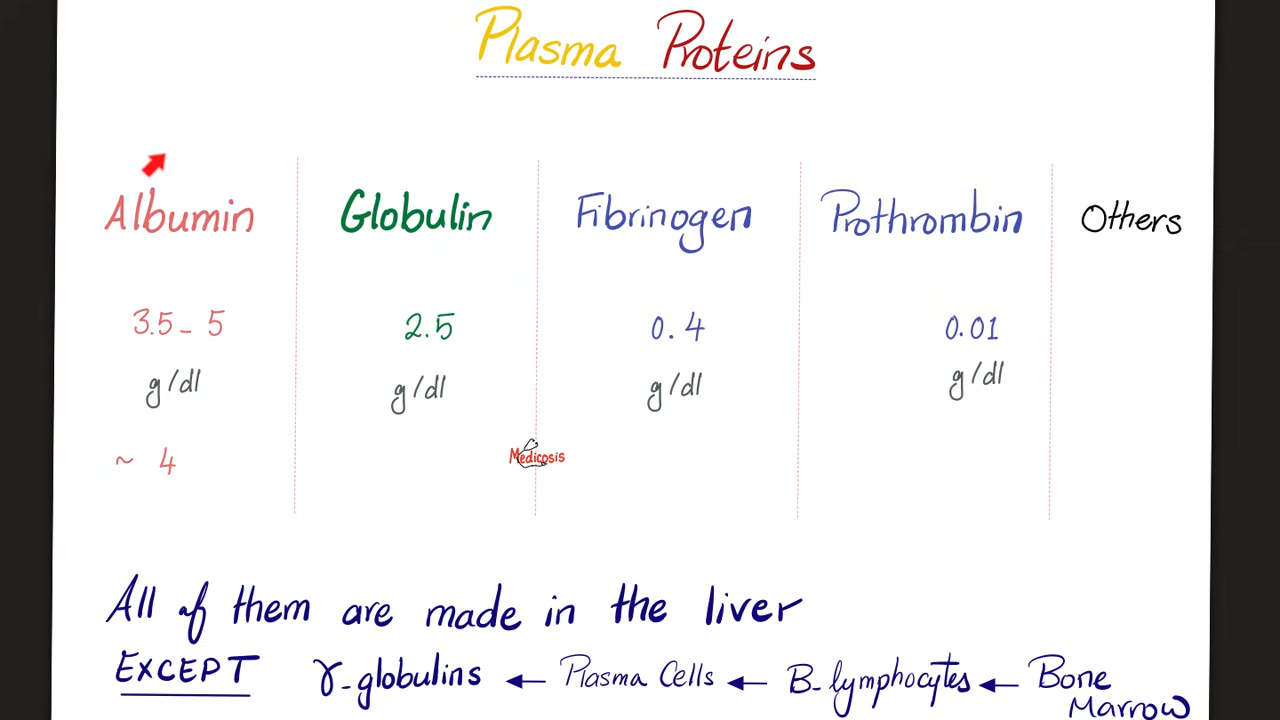 Plasma Proteins
Albumin Globulin Fibrinogen Prothrombin Others
3.5 - 5 2.5 0.4 0.01
g/dl g/dl g/dl g/dl
~ 4
Medicosis
All of them are made in the liver
EXCEPT γ-globulins ← Plasma Cells ← B-lymphocytes ← Bone
Marrow